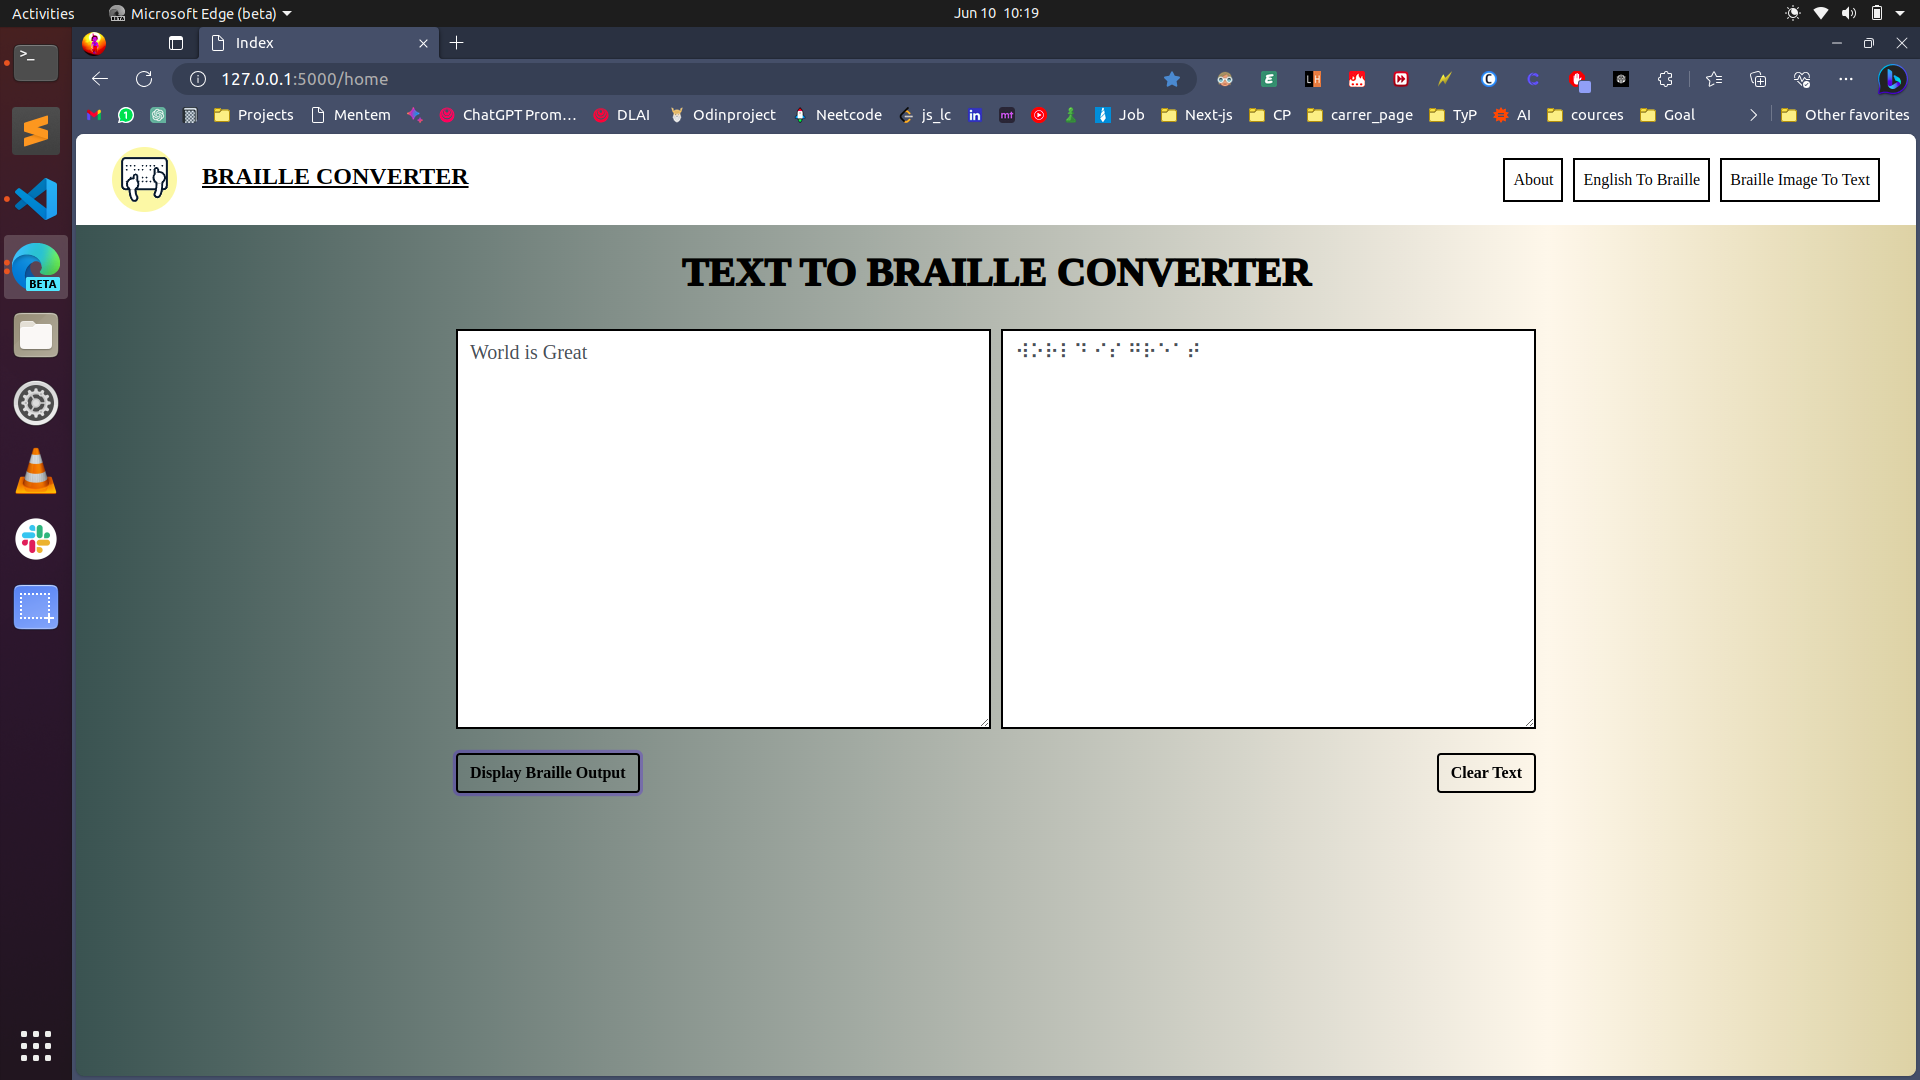 Activities
Microsoft Edge (beta)
Jun 10 10:19
Index
127.0.0.1:5000/home
Projects
Mentem
ChatGPT Prom…
DLAI
Odinproject
Neetcode
js_lc
Job
Next-js
CP
carrer_page
TyP
AI
cources
Goal
Other favorites
BRAILLE CONVERTER
About
English To Braille
Braille Image To Text
TEXT TO BRAILLE CONVERTER
World is Great
⠺⠕⠗⠇⠙ ⠊⠎ ⠛⠗⠑⠁⠞
Display Braille Output
Clear Text
BETA